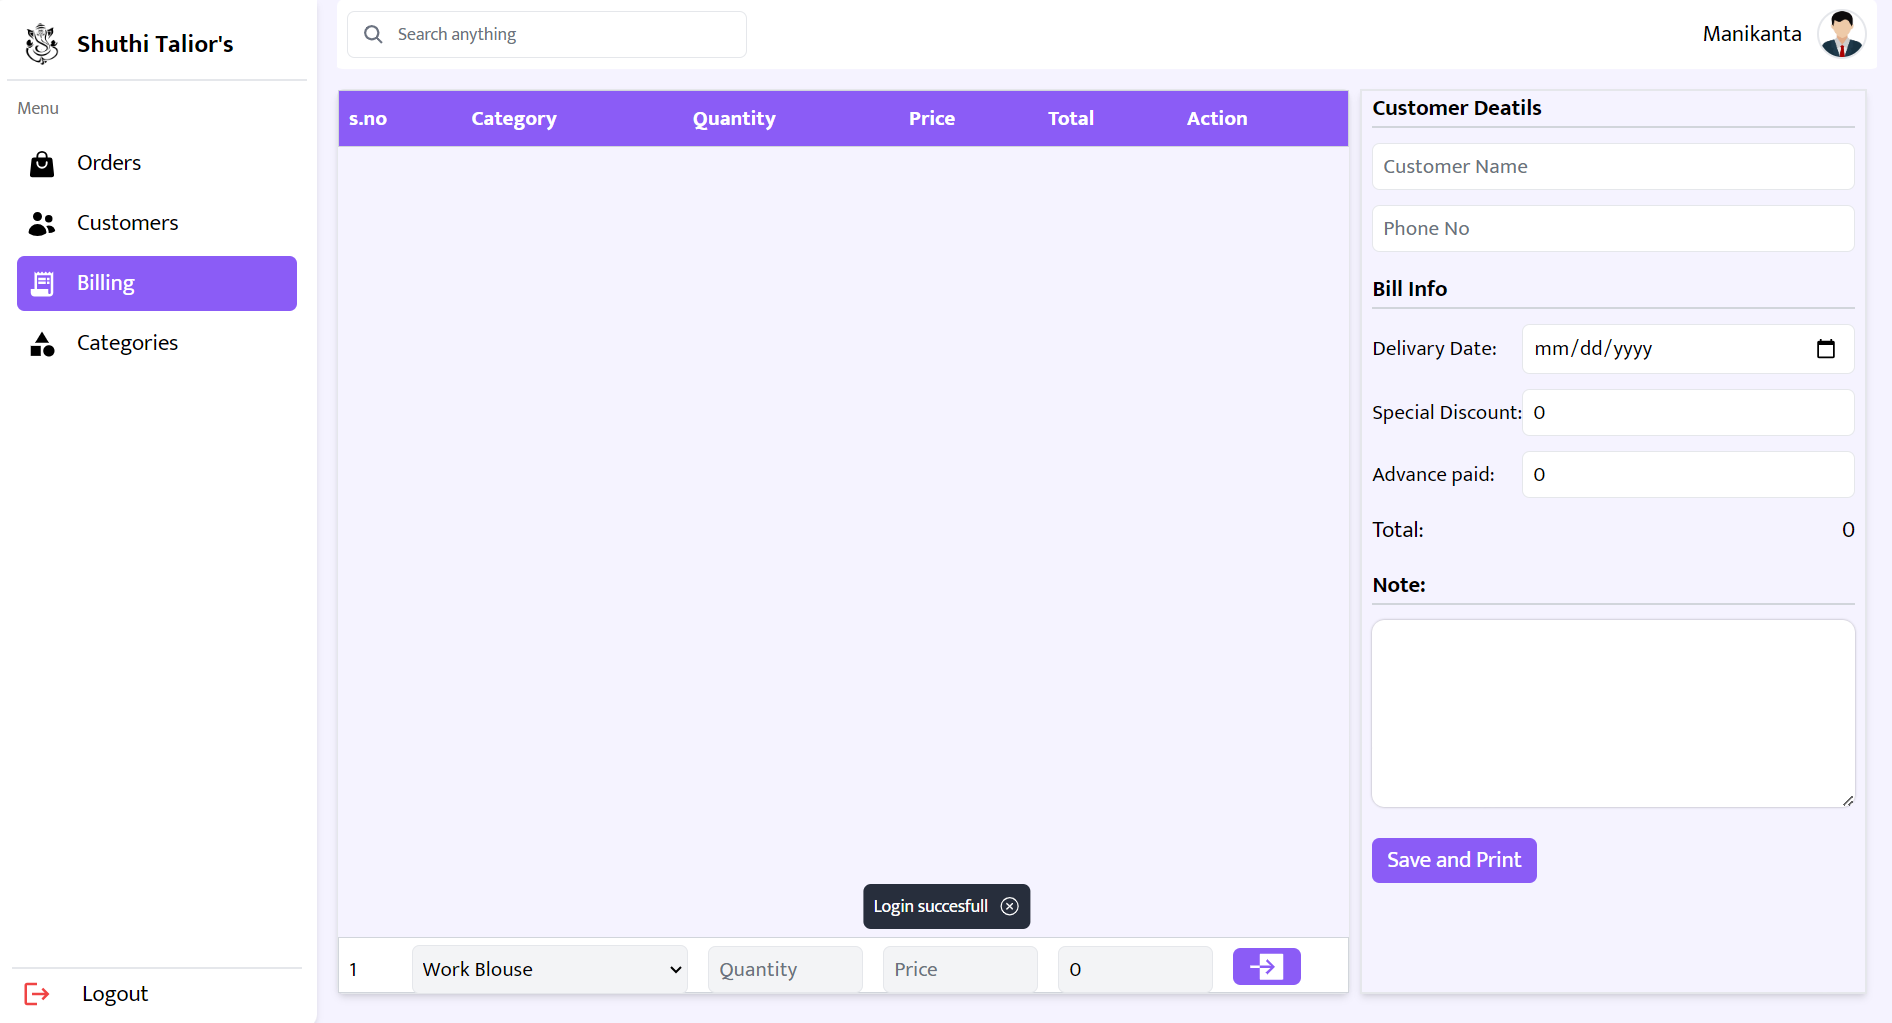 Shuthi Talior's
Menu
Orders
Customers
Billing
Categories
Logout
Search anything
Manikanta
s.no Category Quantity Price Total Action
Login succesfull
1 Work Blouse Quantity Price 0
Customer Deatils
Customer Name
Phone No
Bill Info
Delivary Date: mm/dd/yyyy
Special Discount: 0
Advance paid: 0
Total: 0
Note:
Save and Print